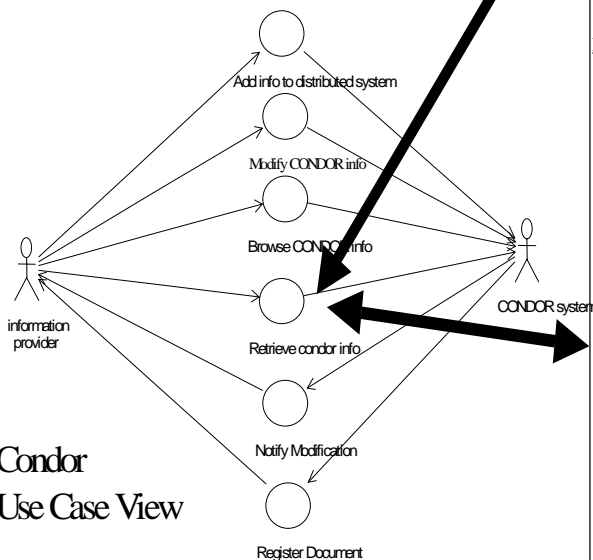 Add info to distributed system
Modify CONDOR info
Browse CONDOR info
CONDOR system
information
provider
Retrieve condor info
Notify Modification
Condor
Use Case View
Register Document